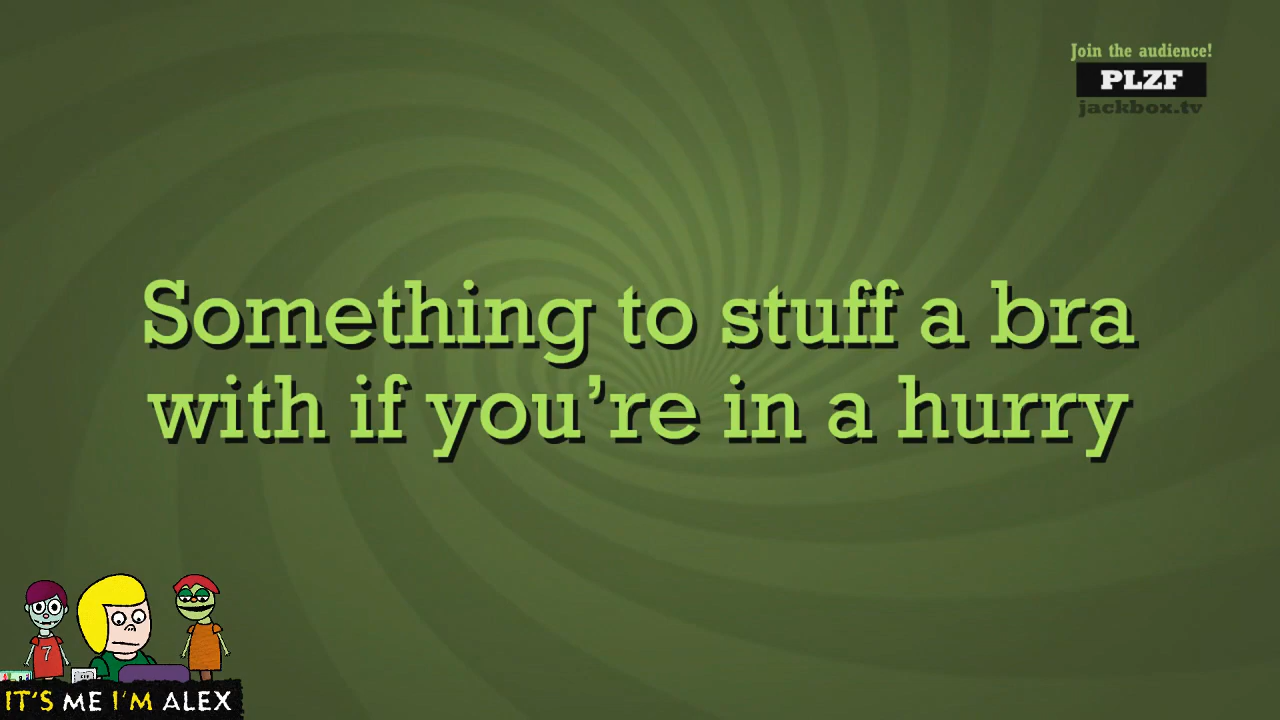 Join the audience!
PLZF
jackbox.tv
Something to stuff a bra
with if you’re in a hurry
7
IT'S ME I'M ALEX